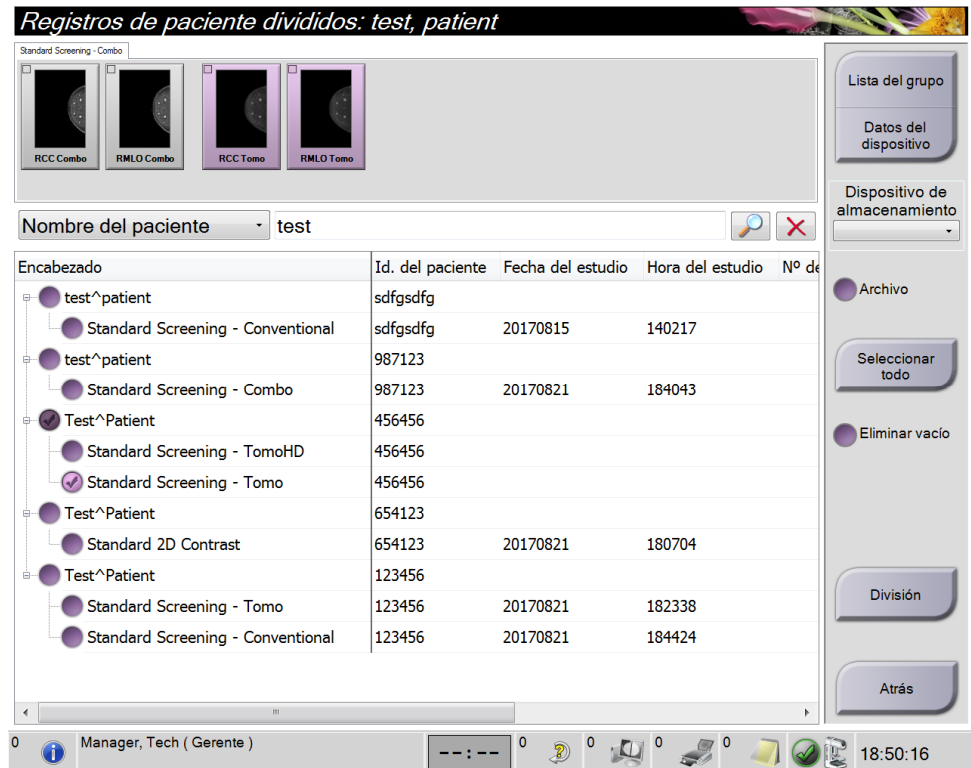 Registros de paciente divididos: test, patient
Standard Screening - Combo
RCC Combo
RMLO Combo
RCC Tomo
RMLO Tomo
Lista del grupo
Datos del
dispositivo
Dispositivo de
almacenamiento
Nombre del paciente
test
Encabezado Id. del paciente Fecha del estudio Hora del estudio Nº de
test^patient sdfgsdfg
Standard Screening - Conventional sdfgsdfg 20170815 140217
test^patient 987123
Standard Screening - Combo 987123 20170821 184043
Test^Patient 456456
Standard Screening - TomoHD 456456
Standard Screening - Tomo 456456
Test^Patient 654123
Standard 2D Contrast 654123 20170821 180704
Test^Patient 123456
Standard Screening - Tomo 123456 20170821 182338
Standard Screening - Conventional 123456 20170821 184424
Archivo
Seleccionar
todo
Eliminar vacío
División
Atrás
0 Manager, Tech ( Gerente ) --:-- 0 0 0 0 18:50:16